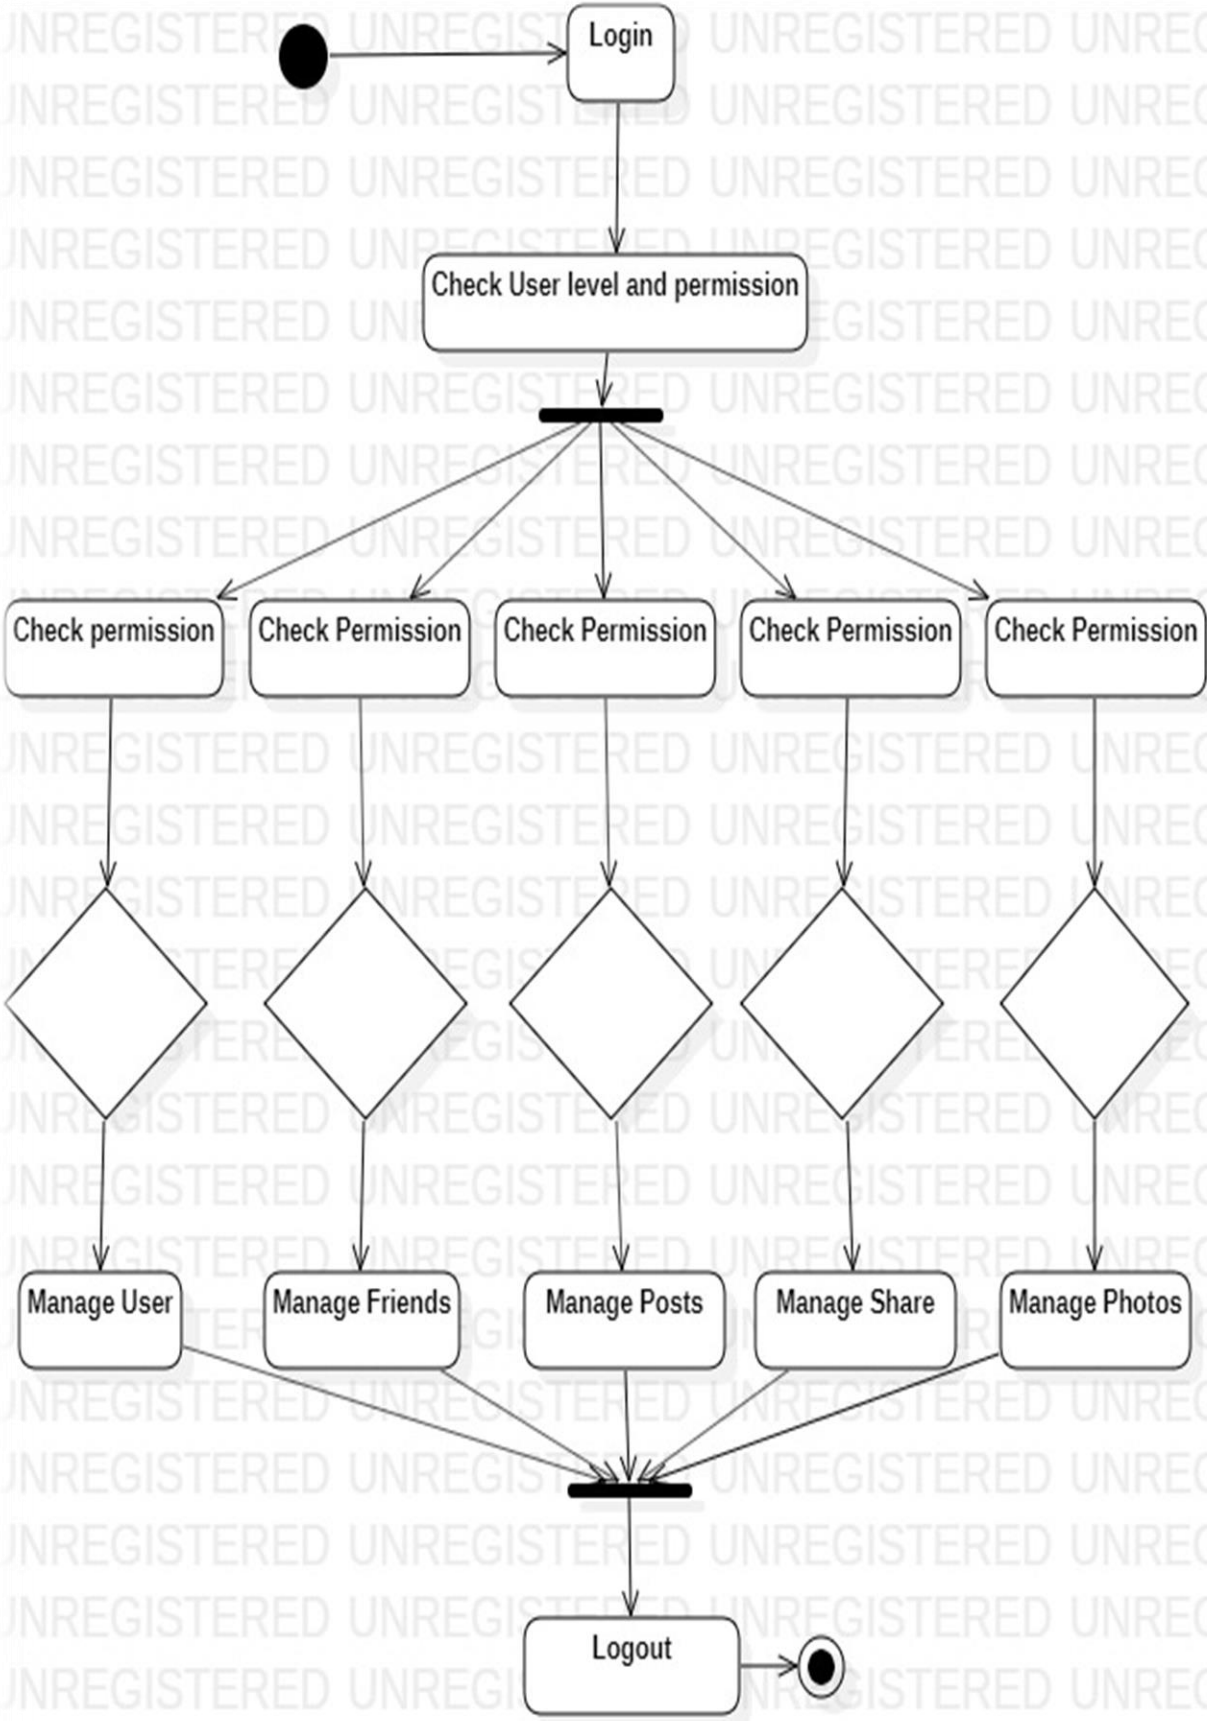 Login
Check User level and permission
Check permission
Check Permission
Check Permission
Check Permission
Check Permission
Manage User
Manage Friends
Manage Posts
Manage Share
Manage Photos
Logout
UNREGISTERED